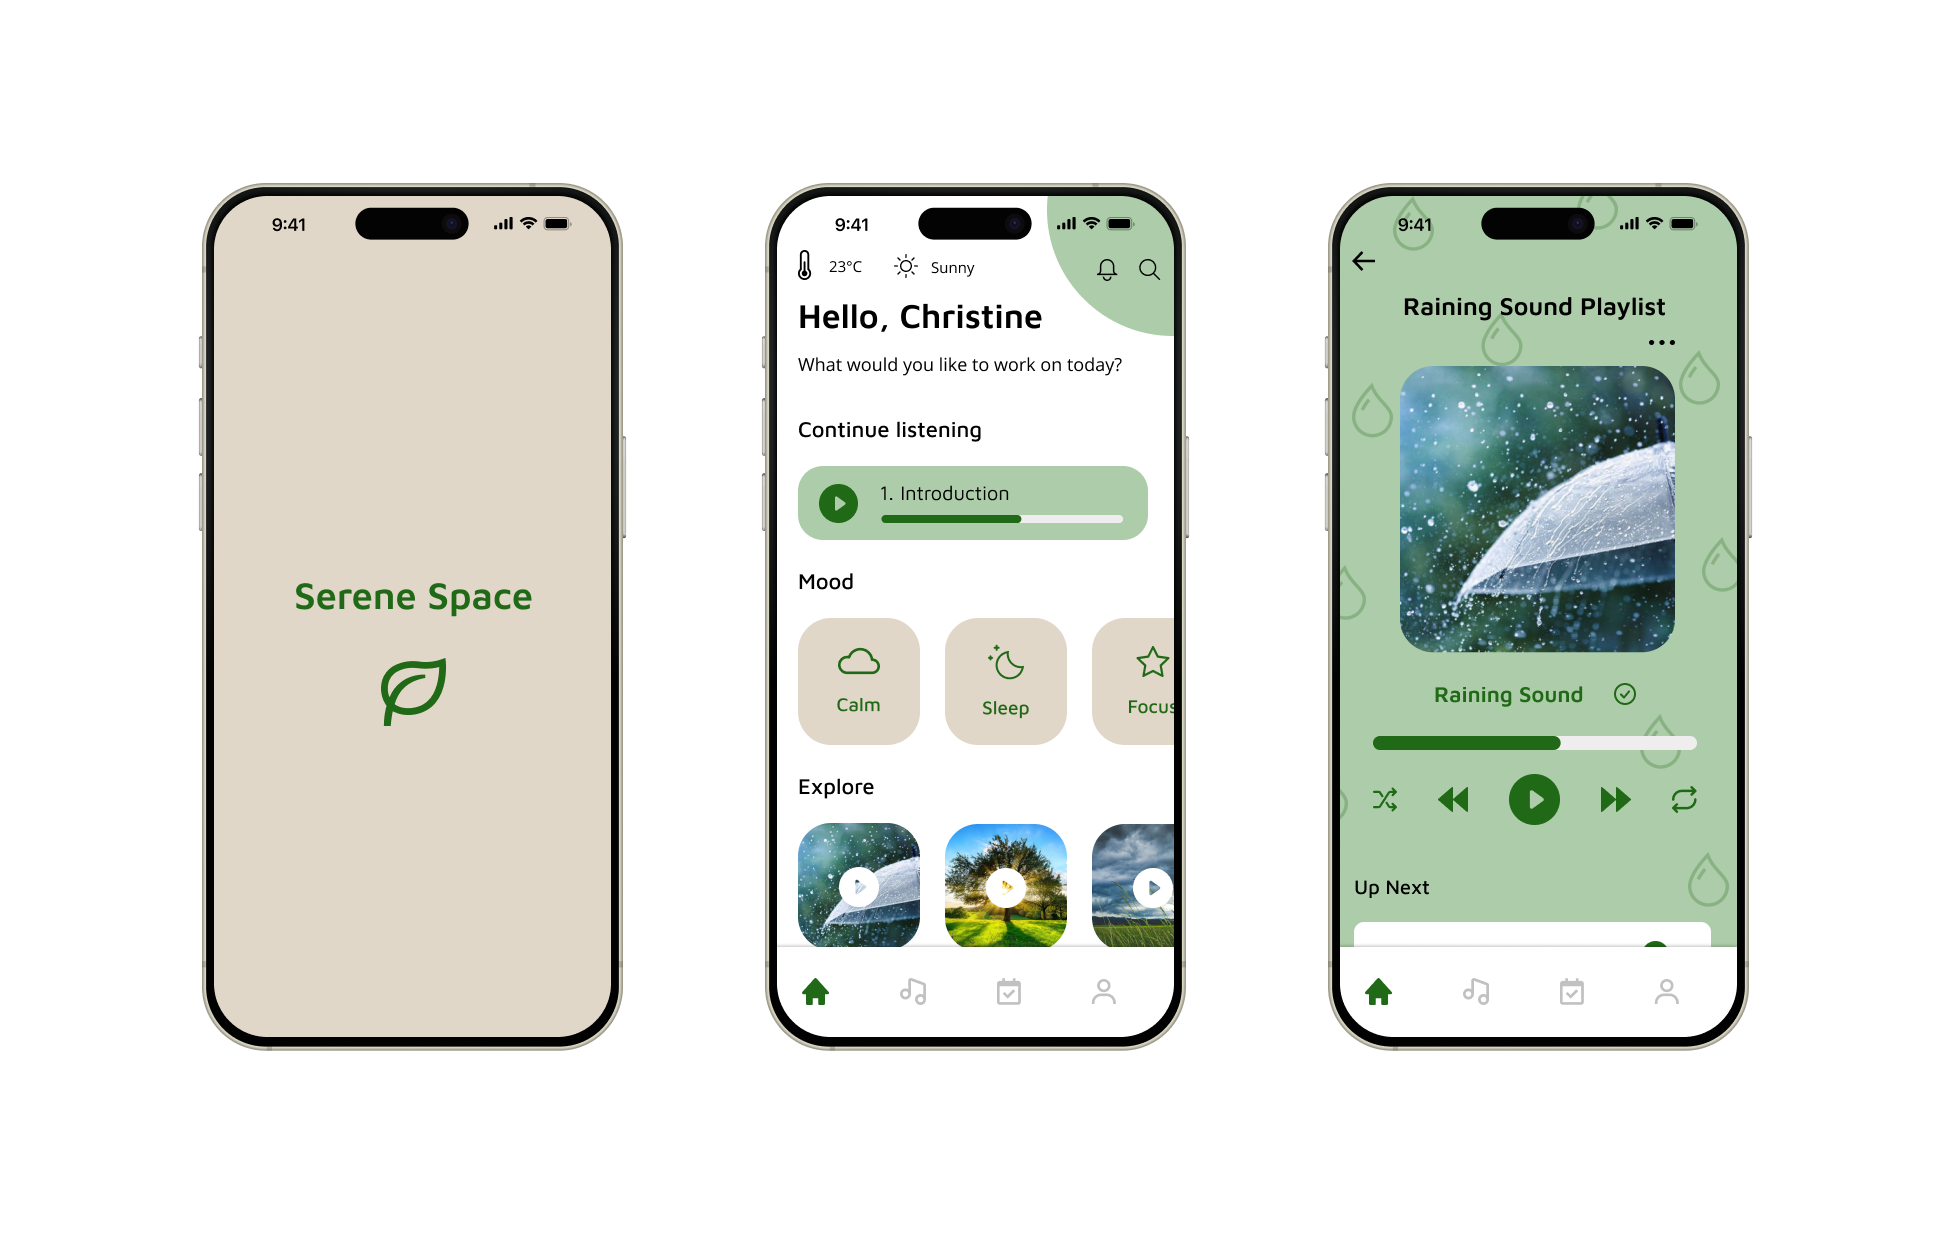 9:41
Serene Space
9:41
23°C
Sunny
Hello, Christine
What would you like to work on today?
Continue listening
1. Introduction
Mood
Calm
Sleep
Focus
Explore
9:41
Raining Sound Playlist
Raining Sound
Up Next